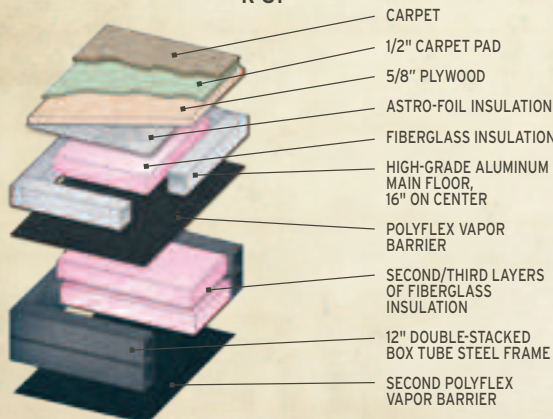 CARPET
1/2" CARPET PAD
5/8" PLYWOOD
ASTRO-FOIL INSULATION
FIBERGLASS INSULATION
HIGH-GRADE ALUMINUM
MAIN FLOOR,
16" ON CENTER
POLYFLEX VAPOR
BARRIER
SECOND/THIRD LAYERS
OF FIBERGLASS
INSULATION
12" DOUBLE-STACKED
BOX TUBE STEEL FRAME
SECOND POLYFLEX
VAPOR BARRIER